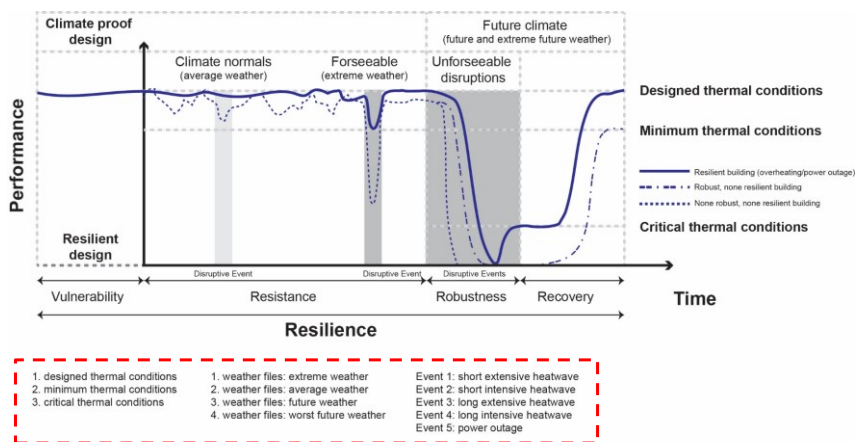 Climate proof
design
Future climate
(future and extreme future weather)
Climate normals
(average weather)
Forseeable
(extreme weather)
Unforseeable
disruptions
Performance
Designed thermal conditions
Minimum thermal conditions
Resilient building (overheating/power outage)
Robust, none resilient building
None robust, none resilient building
Critical thermal conditions
Resilient
design
Disruptive Event
Disruptive Event
Disruptive Events
Vulnerability
Resistance
Robustness
Recovery
Time
Resilience
1. designed thermal conditions
2. minimum thermal conditions
3. critical thermal conditions
1. weather files: extreme weather
2. weather files: average weather
3. weather files: future weather
4. weather files: worst future weather
Event 1: short extensive heatwave
Event 2: short intensive heatwave
Event 3: long extensive heatwave
Event 4: long intensive heatwave
Event 5: power outage